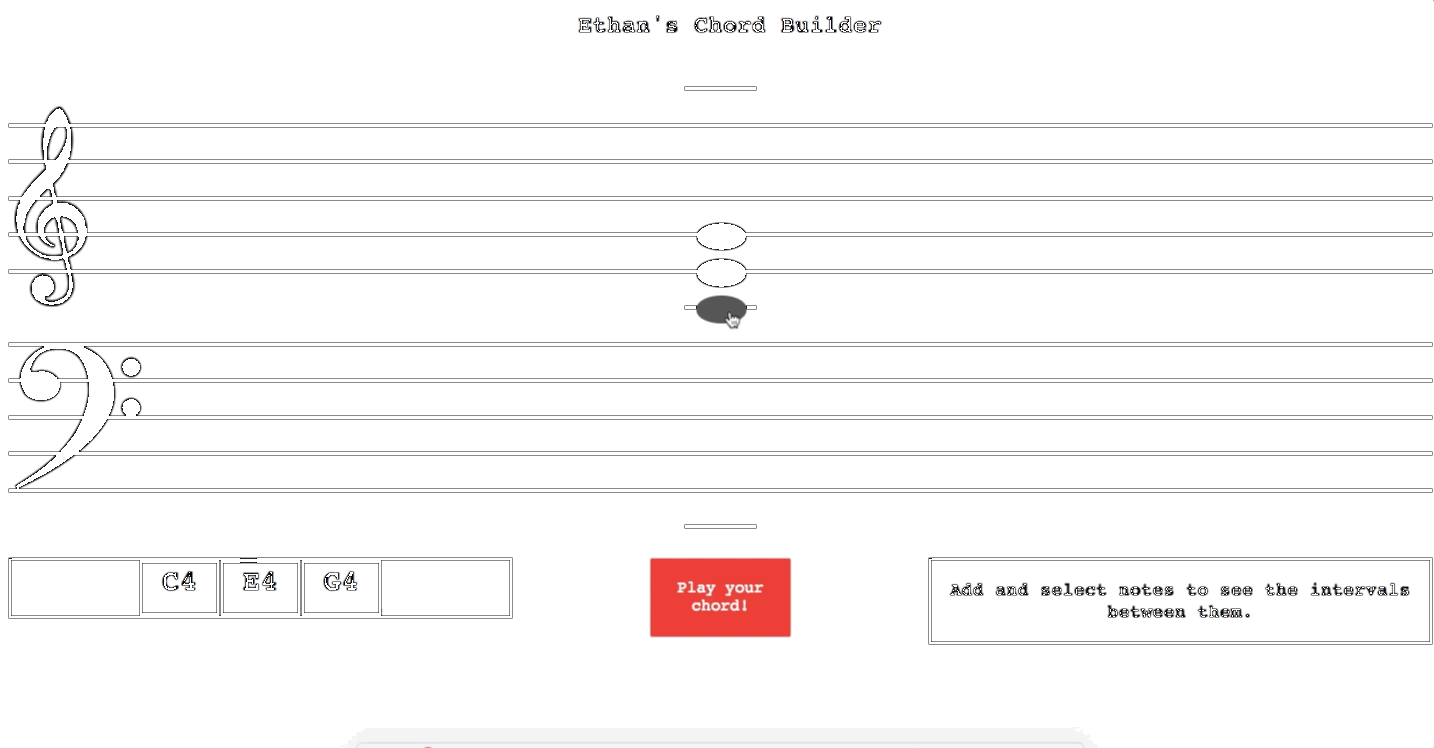 Ethan's Chord Builder
C4 E4 G4
Play your
chord!
Add and select notes to see the intervals
between them.